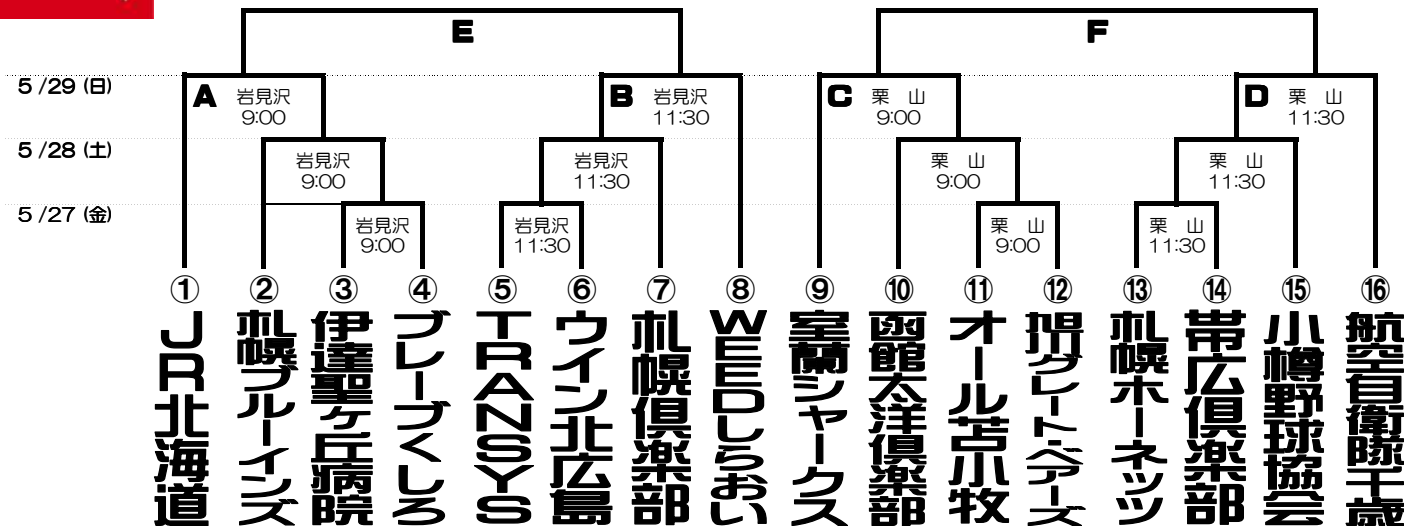 E
F
5/29 (日)
A 岩見沢 9:00
B 岩見沢 11:30
C 栗 山 9:00
D 栗 山 11:30
5/28 (土)
岩見沢 9:00
岩見沢 11:30
栗 山 9:00
栗 山 11:30
5/27 (金)
岩見沢 9:00
岩見沢 11:30
栗 山 9:00
栗 山 11:30
① JR北海道
② 札幌ブルーインズ
③ 伊達聖ヶ丘病院
④ ブレーブくしろ
⑤ TRANSYS
⑥ ウイン北広島
⑦ 札幌倶楽部
⑧ WEEDしらおい
⑨ 室蘭シャークス
⑩ 函館太洋倶楽部
⑪ オール苫小牧
⑫ 旭川グレートベアーズ
⑬ 札幌ホーネッツ
⑭ 帯広倶楽部
⑮ 小樽野球協会
⑯ 航空自衛隊千歳